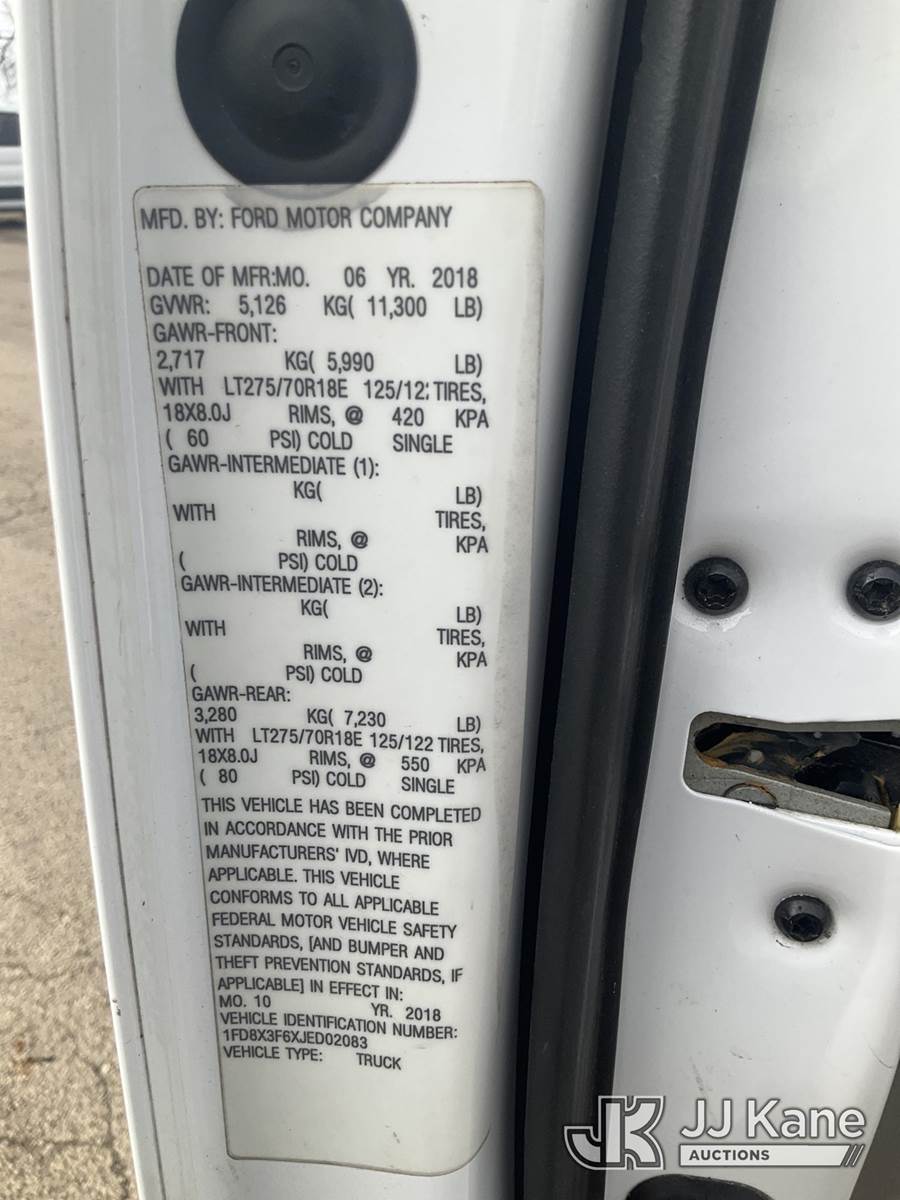 MFD. BY: FORD MOTOR COMPANY
DATE OF MFR:MO. 06 YR. 2018
GVWR: 5,126 KG( 11,300 LB)
GAWR-FRONT:
2,717 KG( 5,990 LB)
WITH LT275/70R18E 125/12 TIRES,
18X8.0J RIMS, @ 420 KPA
( 60 PSI) COLD SINGLE
GAWR-INTERMEDIATE (1):
KG( LB)
WITH TIRES,
RIMS, @ KPA
( PSI) COLD
GAWR-INTERMEDIATE (2):
KG( LB)
WITH TIRES,
RIMS, @ KPA
( PSI) COLD
GAWR-REAR:
3,280 KG( 7,230 LB)
WITH LT275/70R18E 125/122 TIRES,
18X8.0J RIMS, @ 550 KPA
( 80 PSI) COLD SINGLE
THIS VEHICLE HAS BEEN COMPLETED
IN ACCORDANCE WITH THE PRIOR
MANUFACTURERS' IVD, WHERE
APPLICABLE. THIS VEHICLE
CONFORMS TO ALL APPLICABLE
FEDERAL MOTOR VEHICLE SAFETY
STANDARDS, [AND BUMPER AND
THEFT PREVENTION STANDARDS, IF
APPLICABLE] IN EFFECT IN:
MO. 10 YR. 2018
VEHICLE IDENTIFICATION NUMBER:
1FD8X3F6XJED02083
VEHICLE TYPE: TRUCK
JK JJ Kane
AUCTIONS